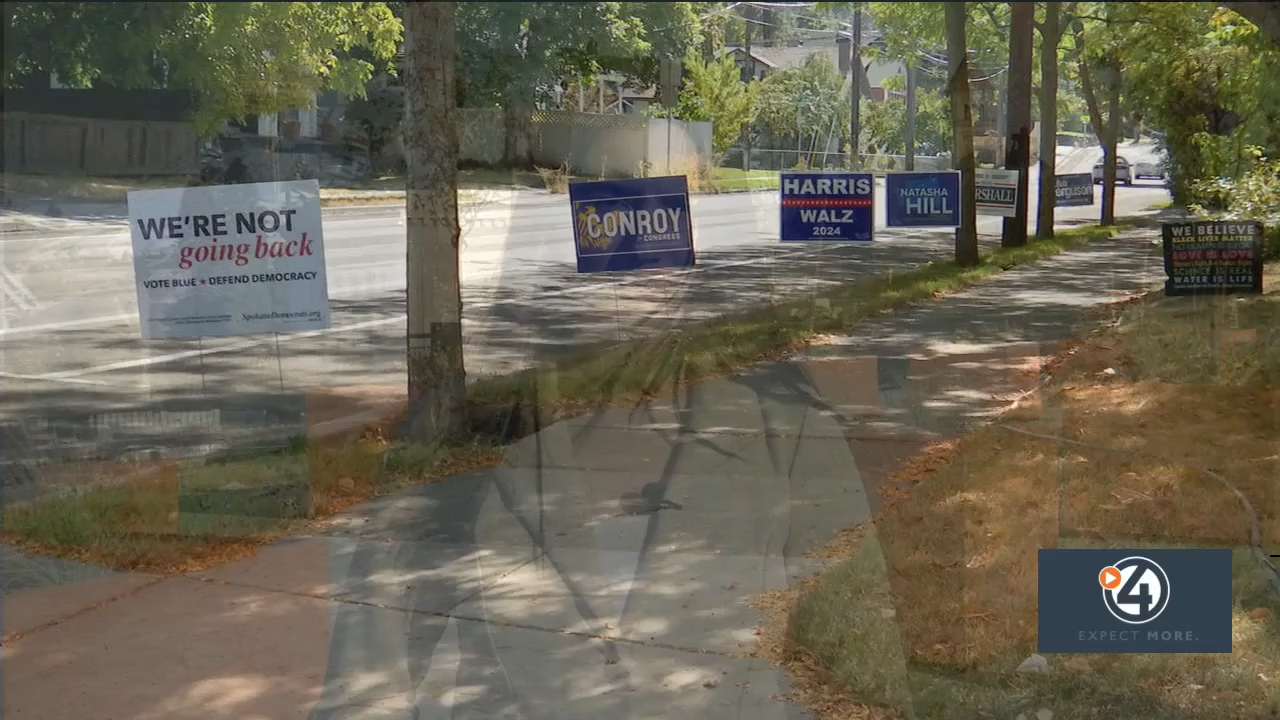 WE'RE NOT
going back
VOTE BLUE ★ DEFEND DEMOCRACY
SpokaneDemocrats.org
CONROY
CONGRESS
HARRIS
WALZ
2024
NATASHA
HILL
WE BELIEVE
BLACK LIVES MATTER
LOVE IS LOVE
SCIENCE IS REAL
WATER IS LIFE
4
EXPECT MORE.